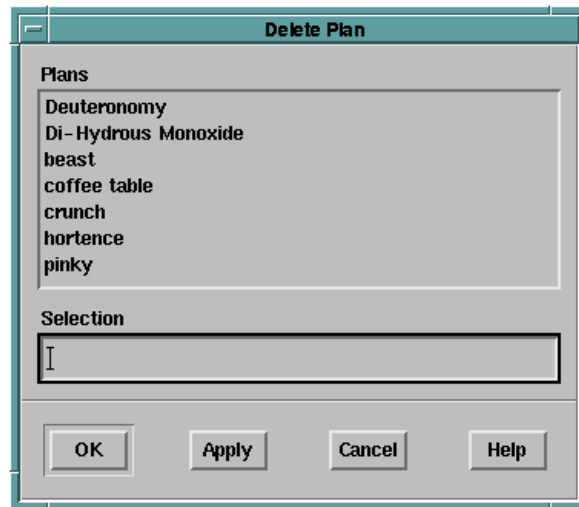 Delete Plan
Plans
Deuteronomy
Di-Hydrous Monoxide
beast
coffee table
crunch
hortence
pinky
Selection
OK Apply Cancel Help